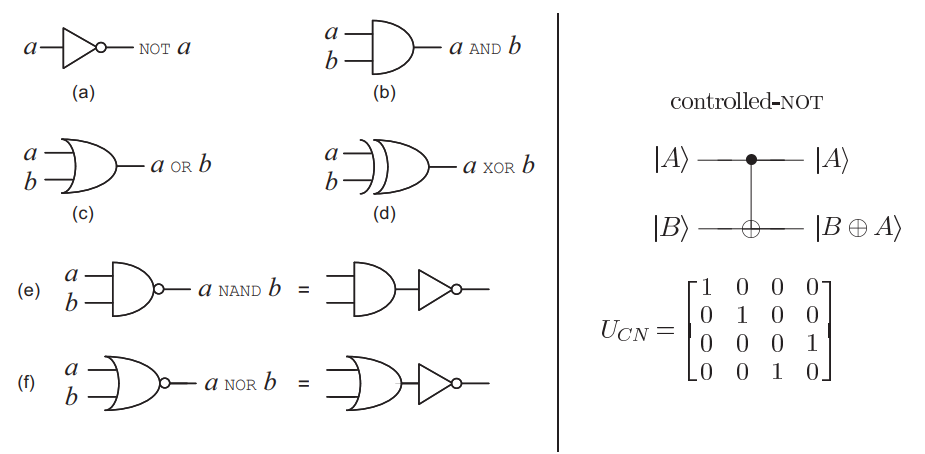 a NOT a
(a)
a
b a AND b
(b)
a
b a OR b
(c)
a
b a XOR b
(d)
(e) a
b a NAND b =
(f) a
b a NOR b =
controlled-NOT
|A⟩ |A⟩
|B⟩ |B ⊕ A⟩
U_CN = [1 0 0 0
0 1 0 0
0 0 0 1
0 0 1 0]